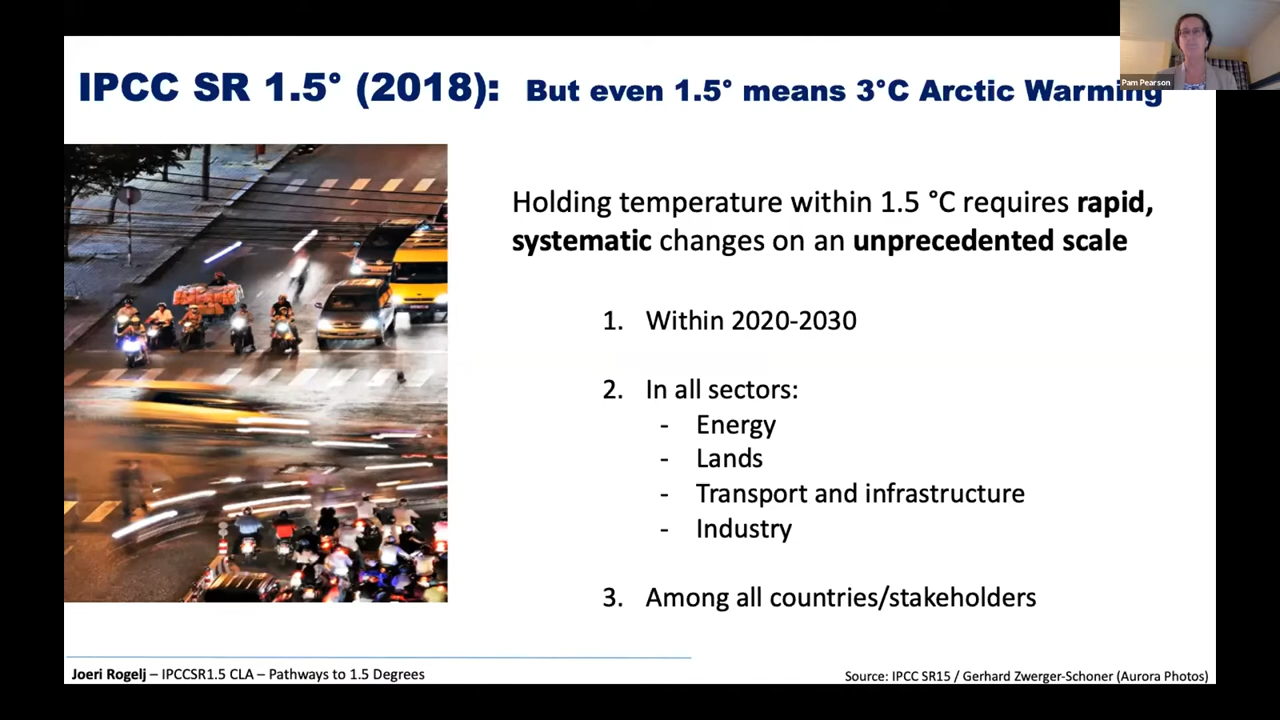 IPCC SR 1.5° (2018): But even 1.5° means 3°C Arctic Warming
Pam Pearson
Holding temperature within 1.5 °C requires rapid,
systematic changes on an unprecedented scale
1. Within 2020-2030
2. In all sectors:
- Energy
- Lands
- Transport and infrastructure
- Industry
3. Among all countries/stakeholders
Joeri Rogelj – IPCCSR1.5 CLA – Pathways to 1.5 Degrees
Source: IPCC SR15 / Gerhard Zwerger-Schoner (Aurora Photos)